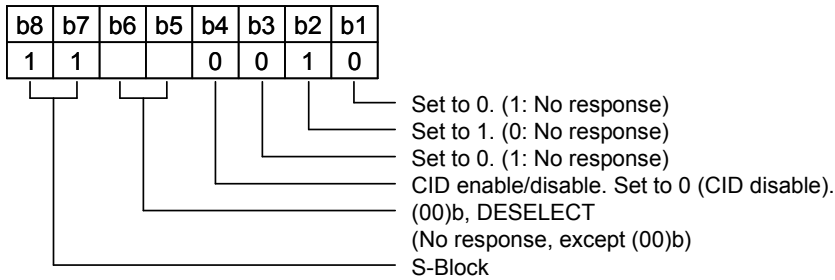 b8 b7 b6 b5 b4 b3 b2 b1
1 1 0 0 1 0
Set to 0. (1: No response)
Set to 1. (0: No response)
Set to 0. (1: No response)
CID enable/disable. Set to 0 (CID disable).
(00)b, DESELECT
(No response, except (00)b)
S-Block